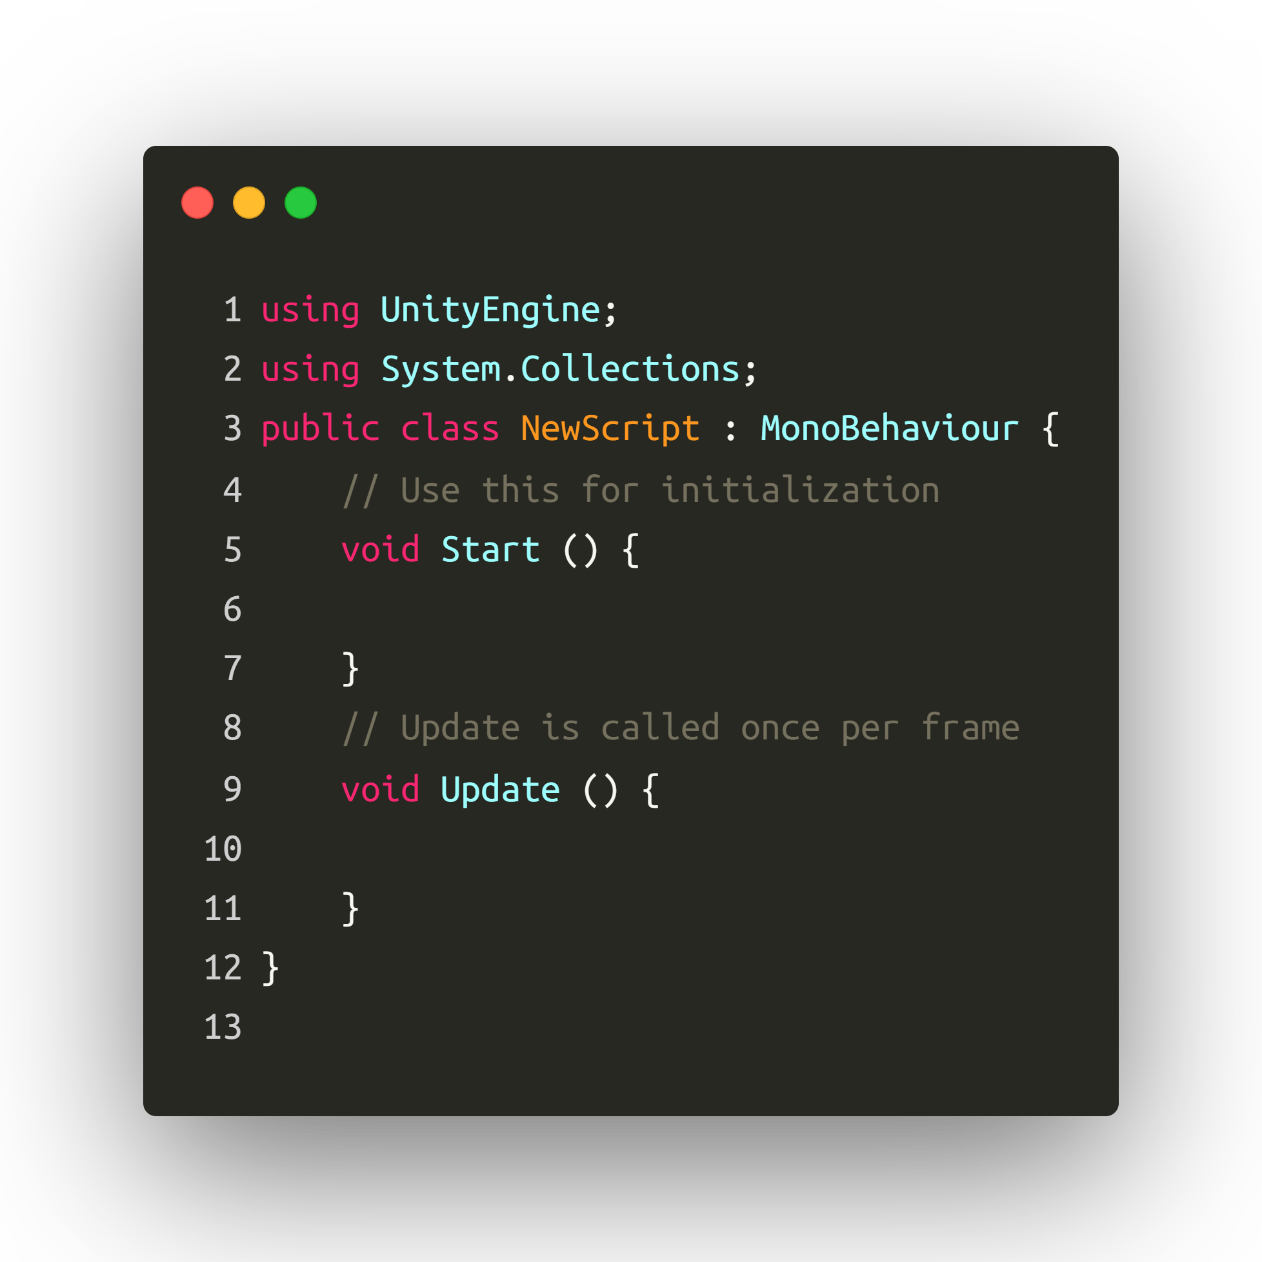 1 using UnityEngine;
2 using System.Collections;
3 public class NewScript : MonoBehaviour {
4     // Use this for initialization
5     void Start () {
6
7     }
8     // Update is called once per frame
9     void Update () {
10
11     }
12 }
13